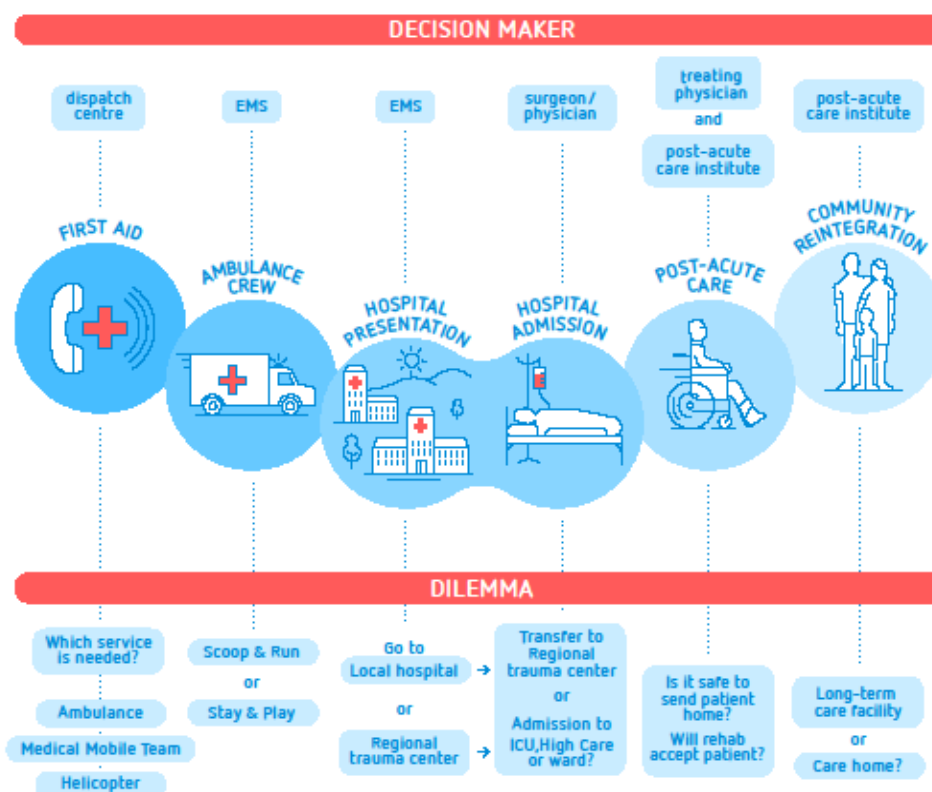 DECISION MAKER
dispatch
centre
EMS
EMS
surgeon/
physician
treating
physician
and
post-acute
care institute
post-acute
care institute
FIRST AID
AMBULANCE
CREW
HOSPITAL
PRESENTATION
HOSPITAL
ADMISSION
POST-ACUTE
CARE
COMMUNITY
REINTEGRATION
DILEMMA
Which service
is needed?
Ambulance
Medical Mobile Team
Helicopter
Scoop & Run
or
Stay & Play
Go to
Local hospital
or
Regional
trauma center
Transfer to
Regional
trauma center
or
Admission to
ICU,High Care
or ward?
Is it safe to
send patient
home?
Will rehab
accept patient?
Long-term
care facility
or
Care home?